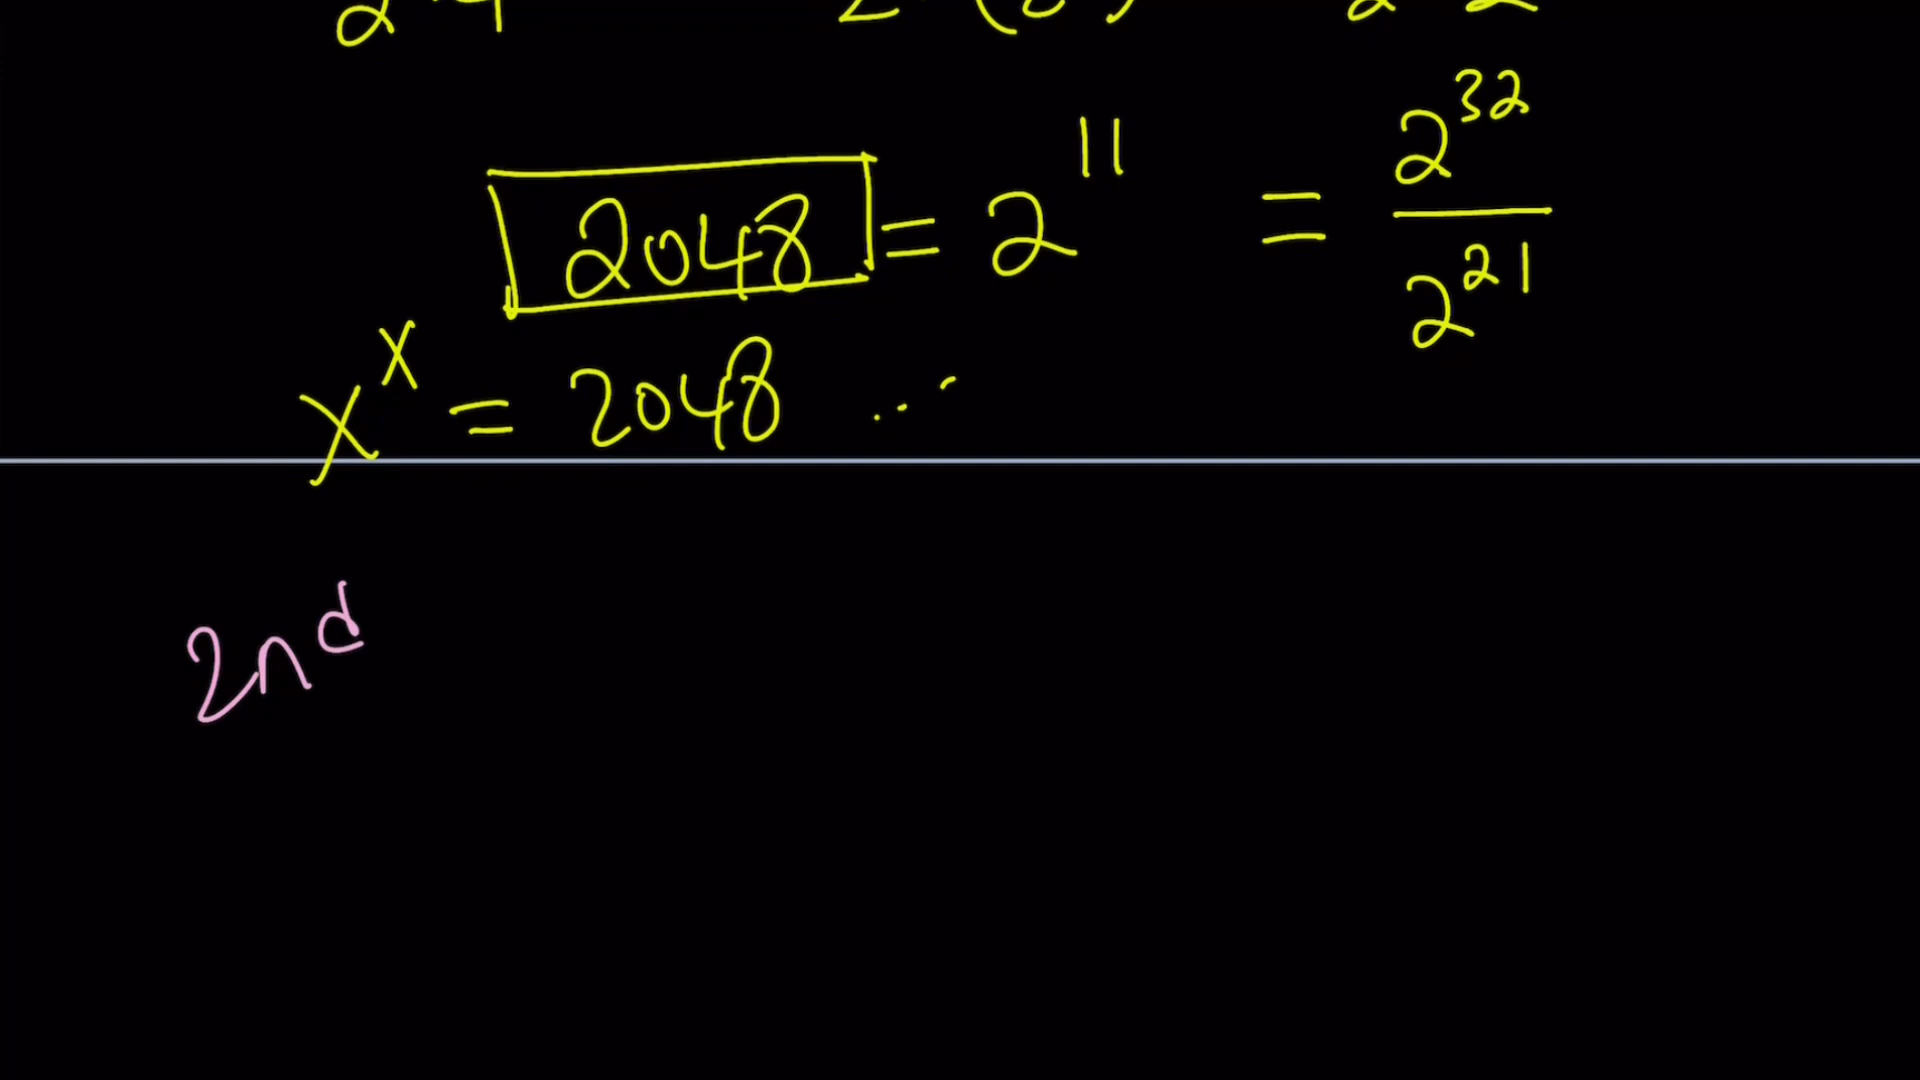 2048 = 2^11 = 2^32 / 2^21
x^x = 2048 ...
2nd